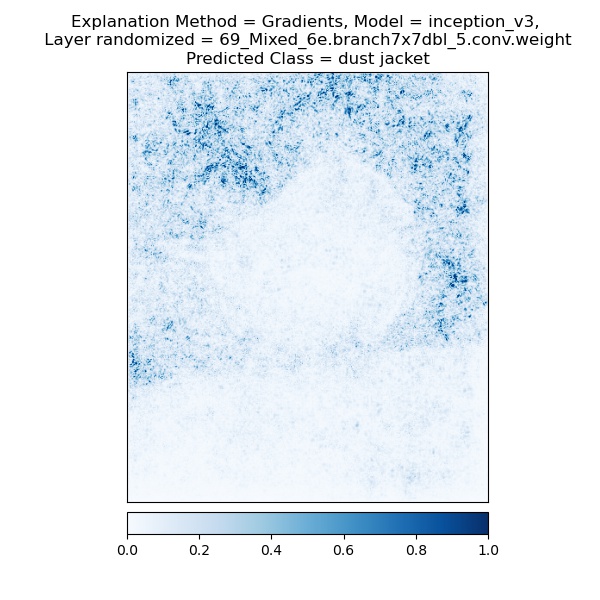 Explanation Method = Gradients, Model = inception_v3,
Layer randomized = 69_Mixed_6e.branch7x7dbl_5.conv.weight
Predicted Class = dust jacket
0.0 0.2 0.4 0.6 0.8 1.0